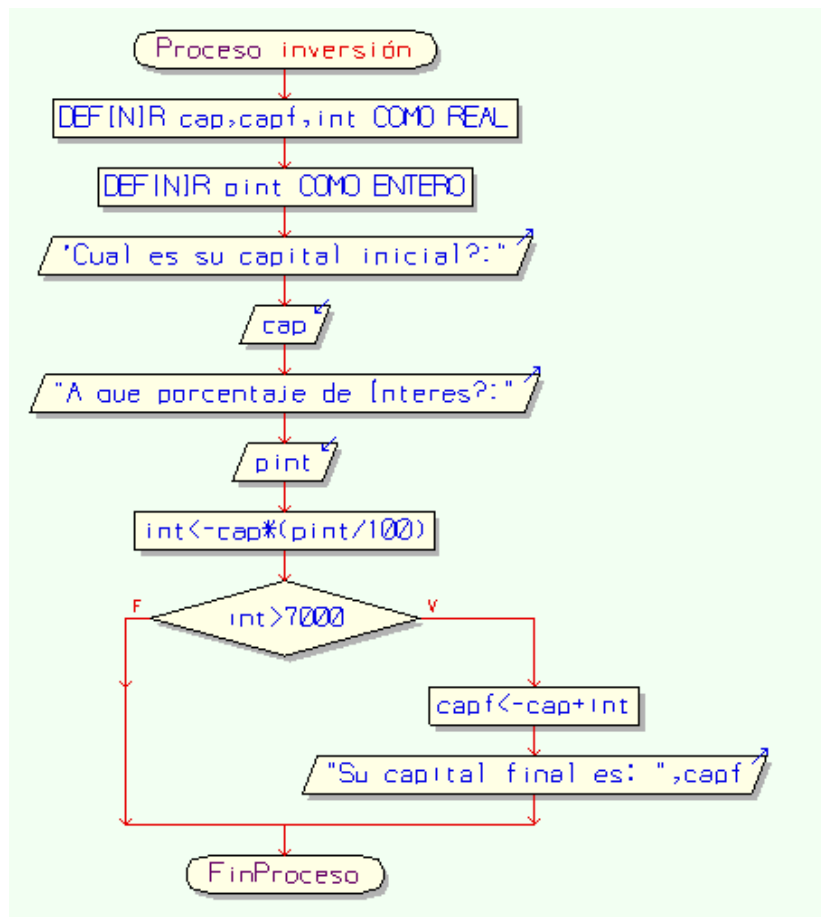 Proceso inversión
DEFINIR cap,capf,int COMO REAL
DEFINIR pint COMO ENTERO
"Cual es su capital inicial?:"
cap
"A que porcentaje de Ínteres?:"
pint
int<-cap*(pint/100)
int>7000
F
V
capf<-cap+int
"Su capital final es: ",capf
FinProceso